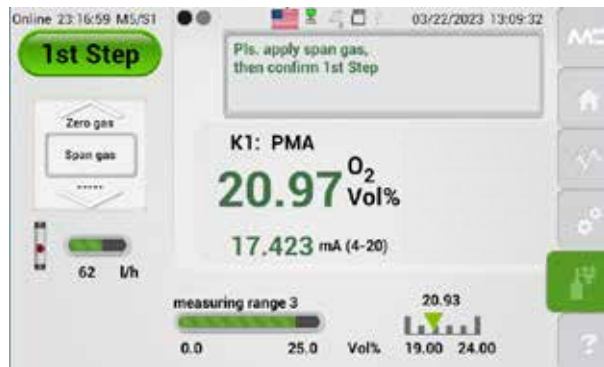 Online 23:16:59 M5/S1
03/22/2023 13:09:32
1st Step
Pls. apply span gas,
then confirm 1st Step
Zero gas
Span gas
-----
62 l/h
K1: PMA
20.97 O2 Vol%
17.423 mA (4-20)
measuring range 3
0.0 25.0 Vol%
20.93
19.00 24.00
?